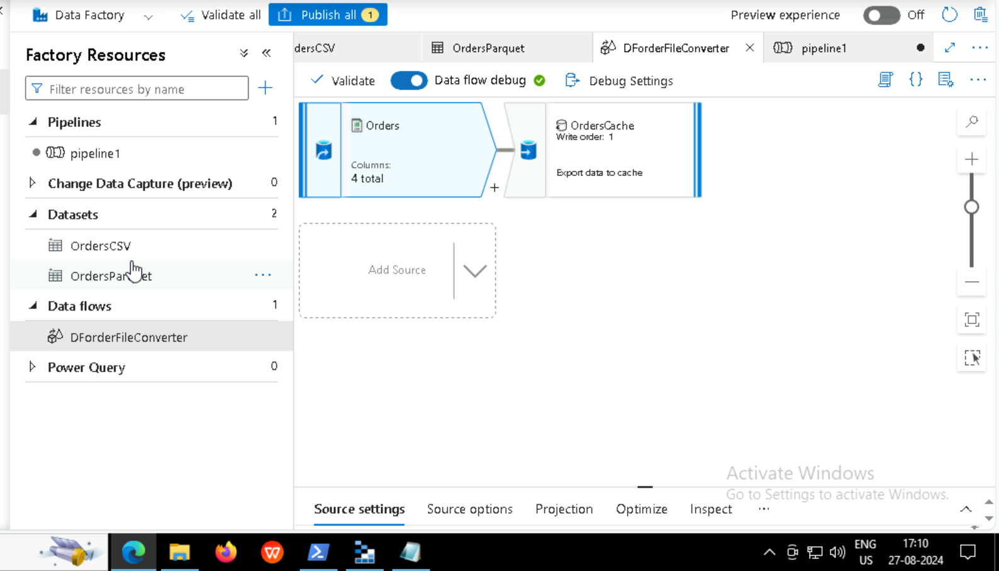 Data Factory
Validate all
Publish all 1
Preview experience
Off
Factory Resources
Filter resources by name
Pipelines 1
pipeline1
Change Data Capture (preview) 0
Datasets 2
OrdersCSV
OrdersParquet
Data flows 1
DForderFileConverter
Power Query 0
dersCSV
OrdersParquet
DForderFileConverter
pipeline1
Validate
Data flow debug
Debug Settings
Orders
Columns:
4 total
+
OrdersCache
Write order: 1
Export data to cache
Add Source
Activate Windows
Go to Settings to activate Windows.
Source settings
Source options
Projection
Optimize
Inspect
ENG
US
17:10
27-08-2024